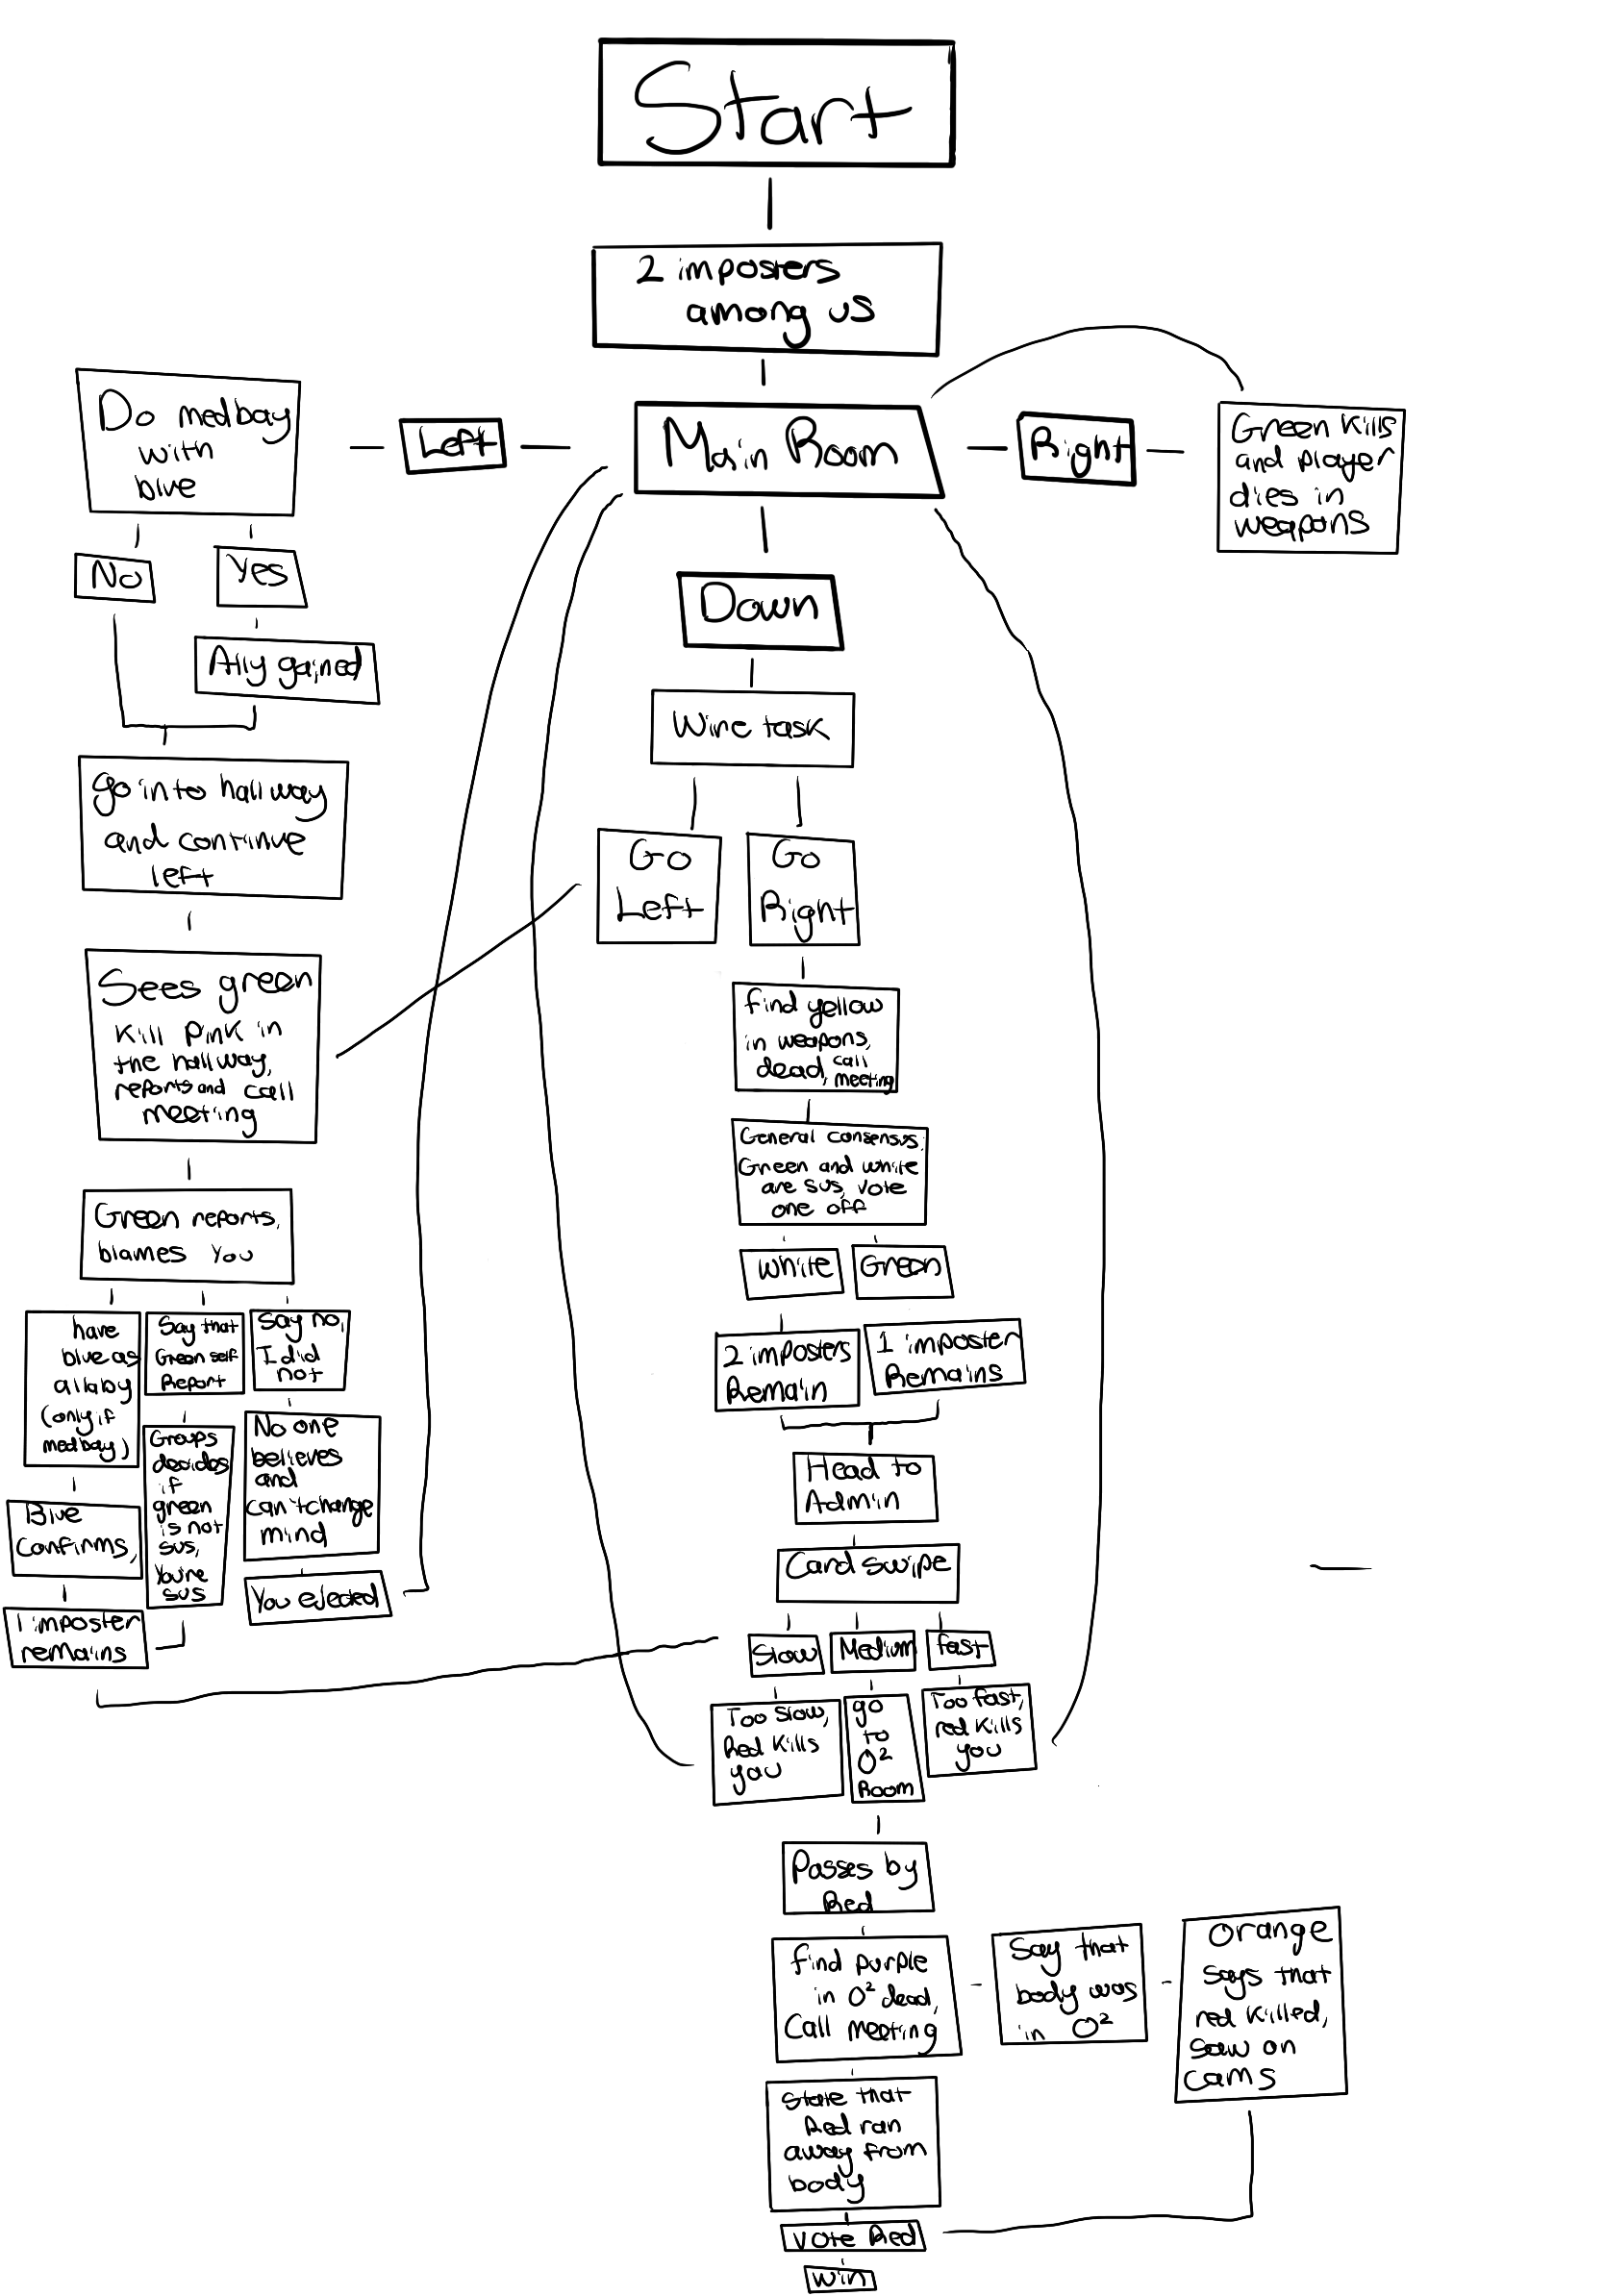 Start
2 imposters
among us
Main Room
Left
Right
Down
Do medbay
with
blue
No
Yes
Ally gained
go into hallway
and continue
left
Sees green
kill pink in
the hallway,
reports and call
meeting
Green reports,
blames you
have
blue as
allaby
(only if
medbay)
Blue
confirms,
1 imposter
remains
Say that
Green self
Report
Groups
decides
if
green
is not
sus,
You're
sus
Say no,
I did
not
No one
believes
and
can't change
mind
You ejected
Green kills
and player
dies in
weapons
Wire task
Go
Left
Go
Right
find yellow
in weapons,
dead, call
meeting
General consensus,
Green and white
are sus, vote
one off
White
Green
2 imposters
Remain
1 imposter
Remains
Head to
Admin
Card swipe
Slow
Medium
fast
Too slow,
Red kills
you
go
to
O²
Room
Too fast,
red kills
you
Passes by
Red
find purple
in O² dead,
Call meeting
Say that
body was
in O²
orange
says that
red killed,
saw on
cams
State that
Red ran
away from
body
Vote Red
win